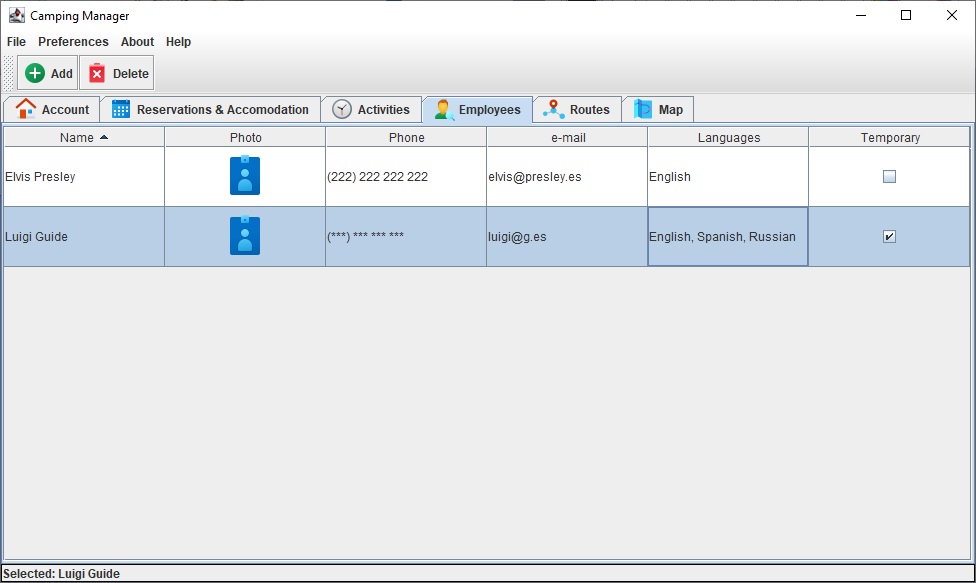 Camping Manager
File Preferences About Help
Add Delete
Account Reservations & Accomodation Activities Employees Routes Map
Name Photo Phone e-mail Languages Temporary
Elvis Presley (222) 222 222 222 elvis@presley.es English
Luigi Guide (***) *** *** *** luigi@g.es English, Spanish, Russian
Selected: Luigi Guide